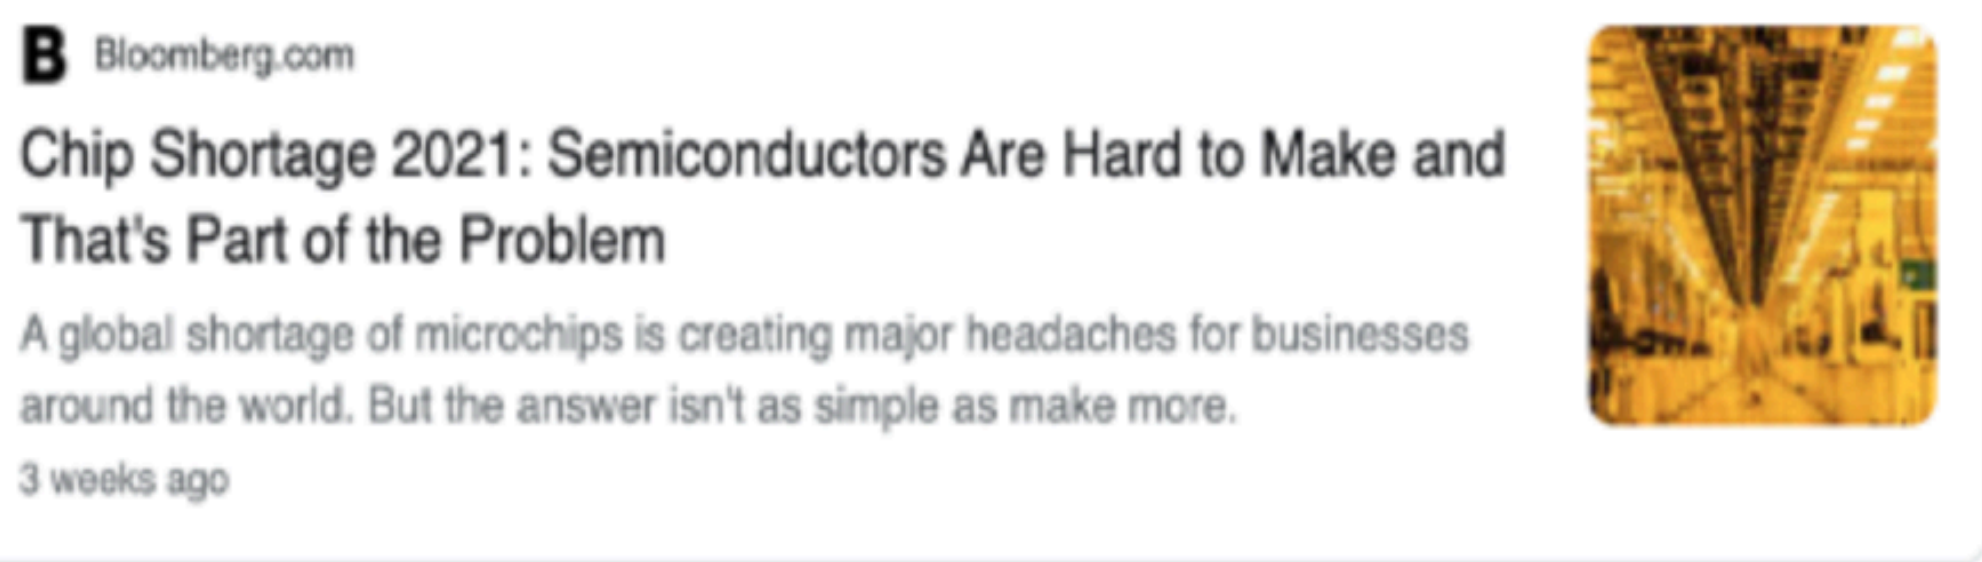 B Bloomberg.com
Chip Shortage 2021: Semiconductors Are Hard to Make and
That's Part of the Problem
A global shortage of microchips is creating major headaches for businesses
around the world. But the answer isn't as simple as make more.
3 weeks ago